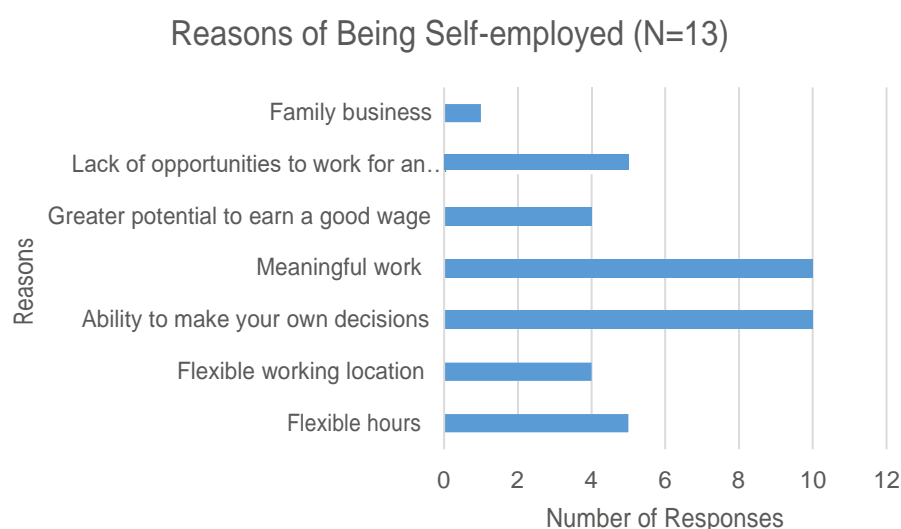 Reasons of Being Self-employed (N=13)
Family business
Lack of opportunities to work for an…
Greater potential to earn a good wage
Meaningful work
Ability to make your own decisions
Flexible working location
Flexible hours
Reasons
0 2 4 6 8 10 12
Number of Responses